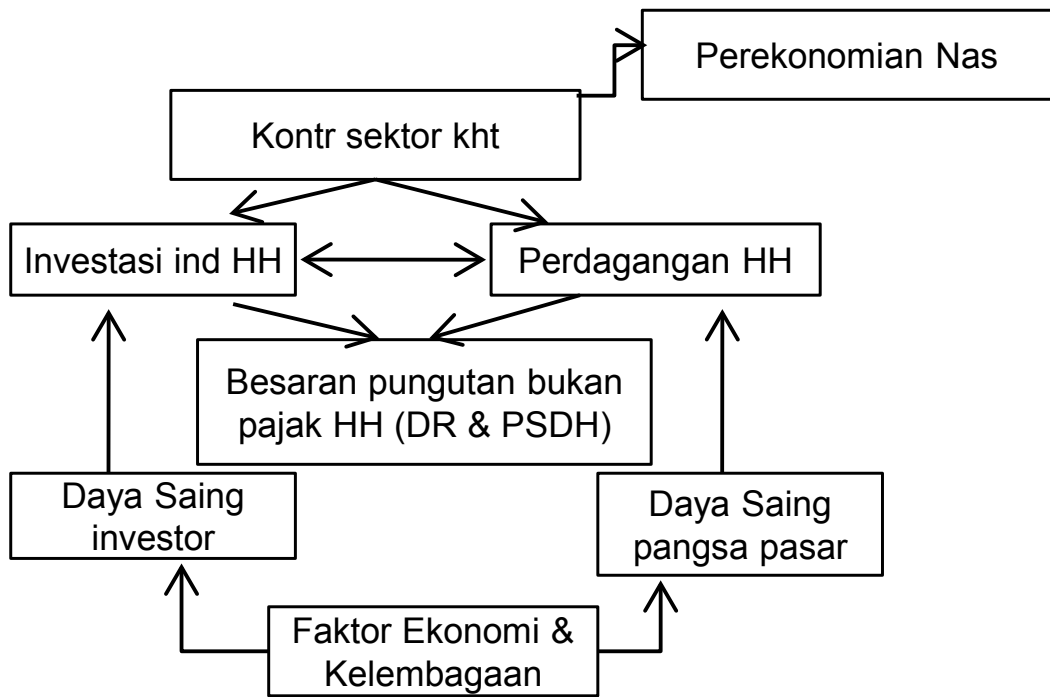 Perekonomian Nas
Kontr sektor kht
Investasi ind HH
Perdagangan HH
Besaran pungutan bukan
pajak HH (DR & PSDH)
Daya Saing
investor
Daya Saing
pangsa pasar
Faktor Ekonomi &
Kelembagaan